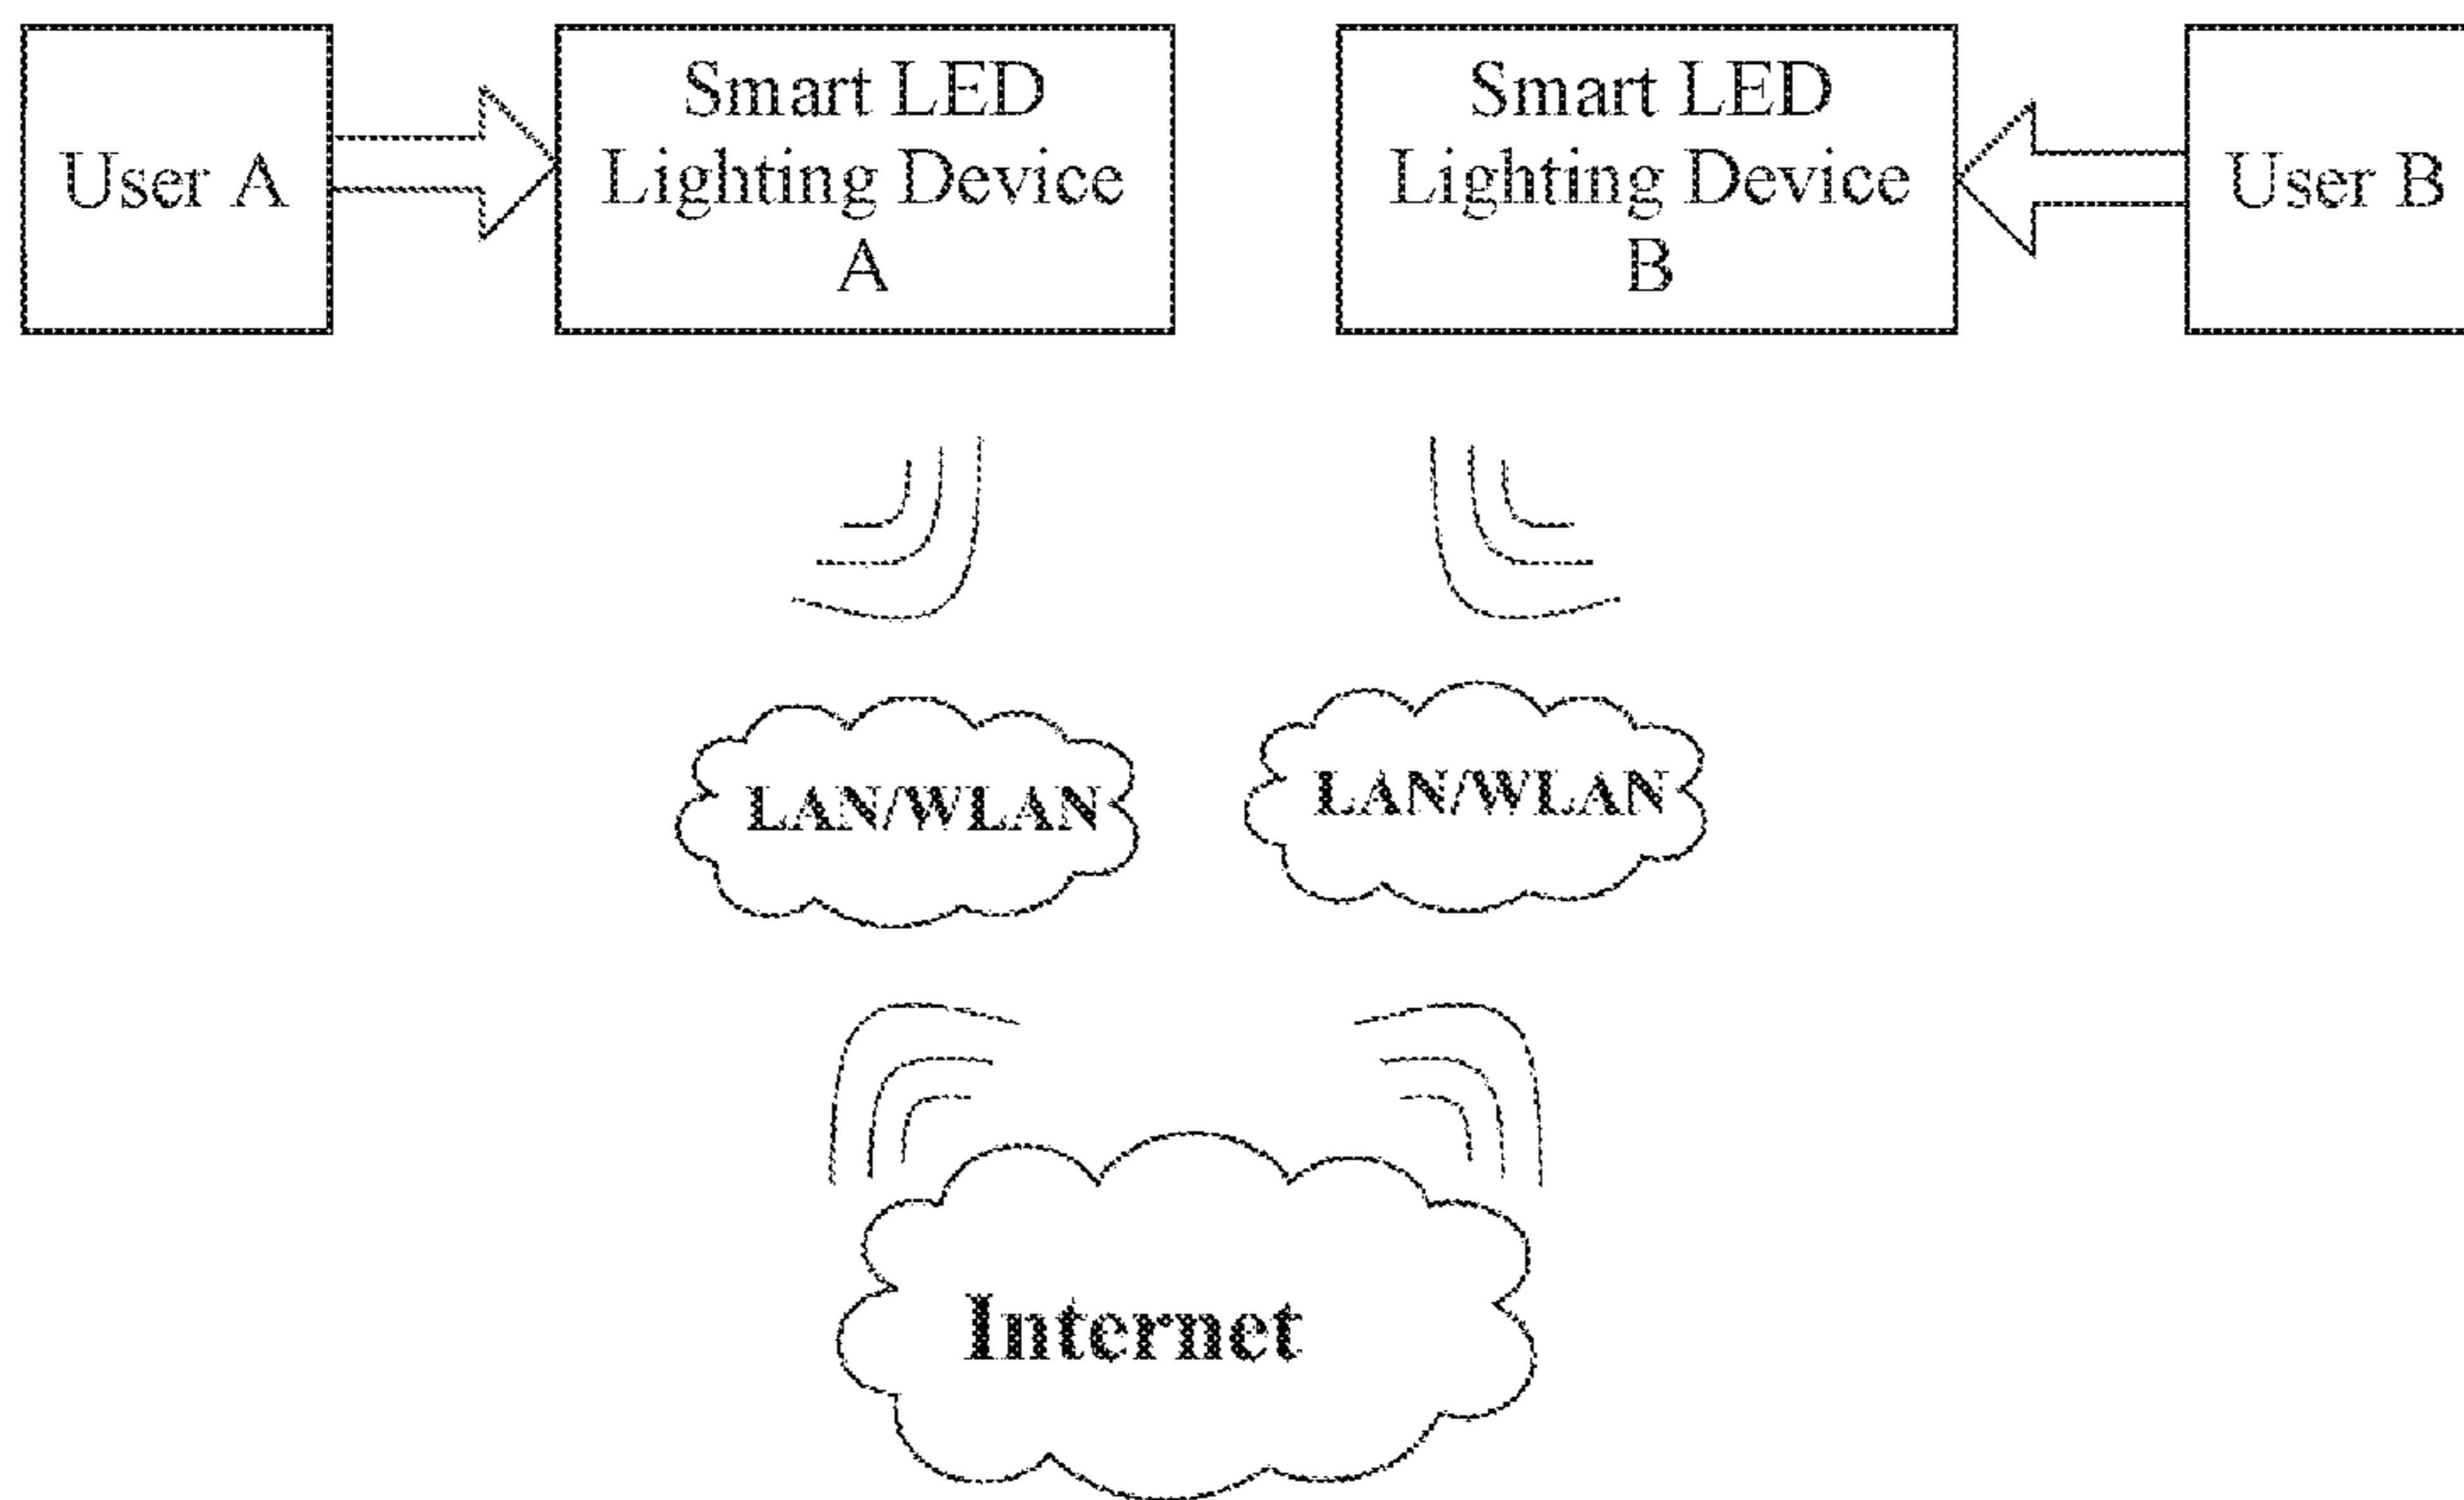 User A
Smart LED
Lighting Device
A
Smart LED
Lighting Device
B
User B
LAN/WLAN
LAN/WLAN
Internet